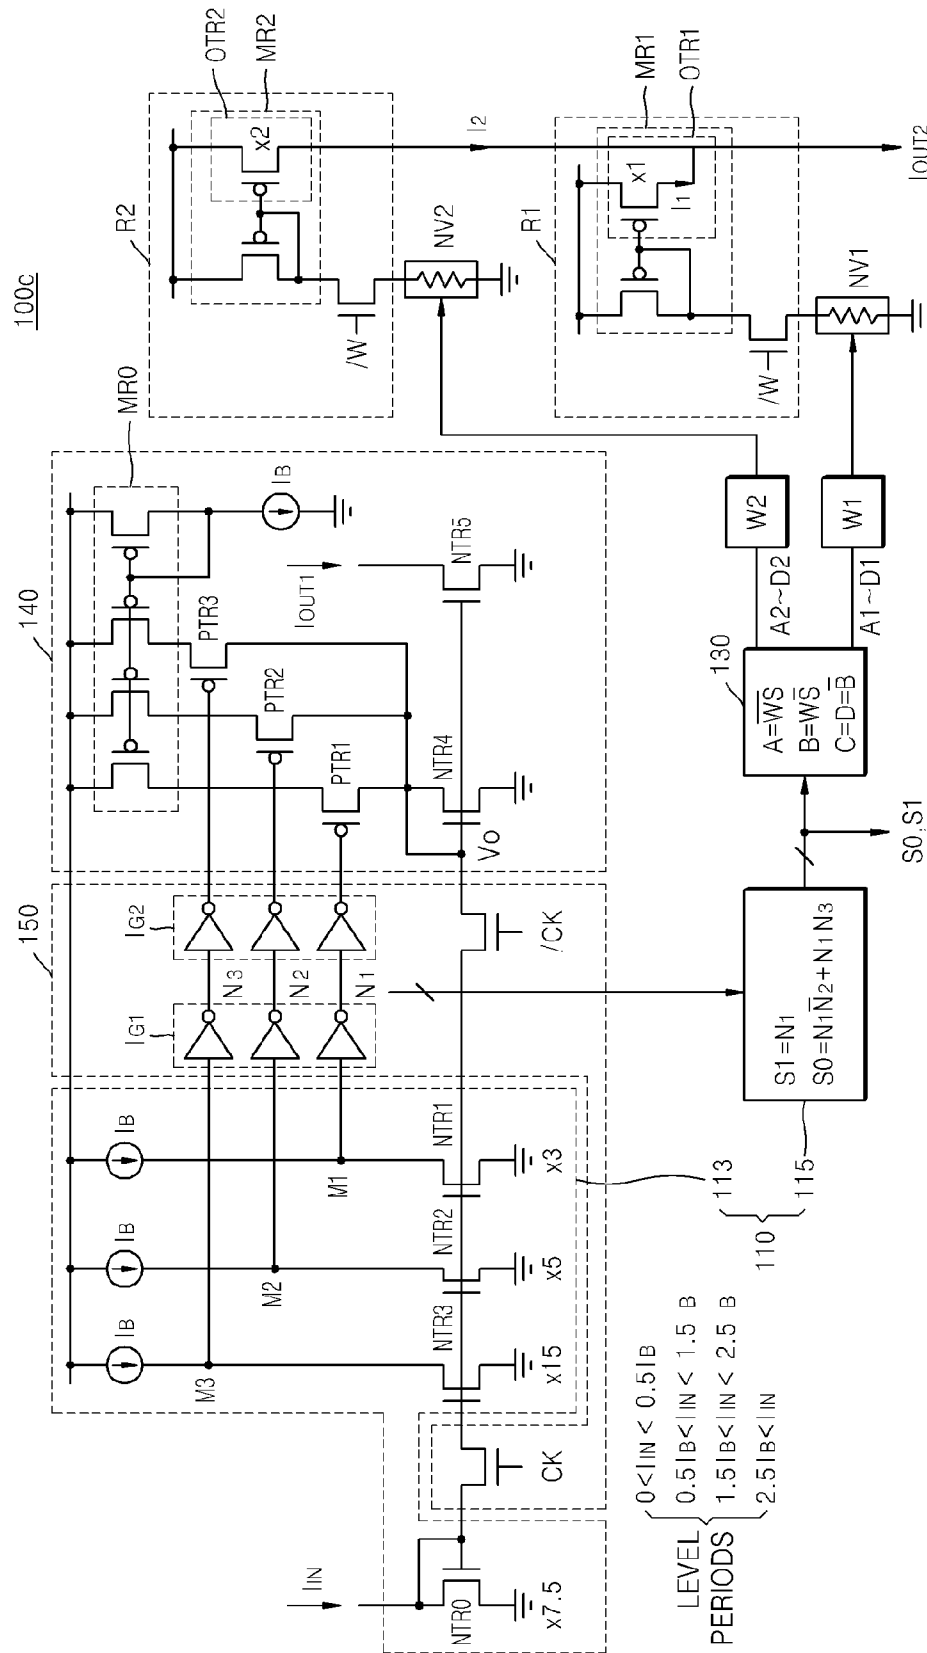 100c
150
140
MR0
R2
OTR2
MR2
IB
IB
IB
IG1
IG2
N3
N2
N1
M3
M2
M1
PTR3
PTR2
PTR1
IB
IOUT1
x2
/W
NV2
I2
IIN
NTR0
x7.5
CK
NTR3
NTR2
NTR1
x15
x5
x3
/CK
Vo
NTR4
NTR5
R1
MR1
OTR1
x1
I1
/W
NV1
IOUT2
LEVEL
PERIODS
0<IIN< 0.5IB
0.5IB<IIN< 1.5 B
1.5IB<IIN< 2.5 B
2.5IB<IIN
110
113
115
S1=N1
S0=N1N̅2+N1N3
S0,S1
130
A=W̅S̅
B=WS̅
C=D=B̅
A2~D2
A1~D1
W2
W1